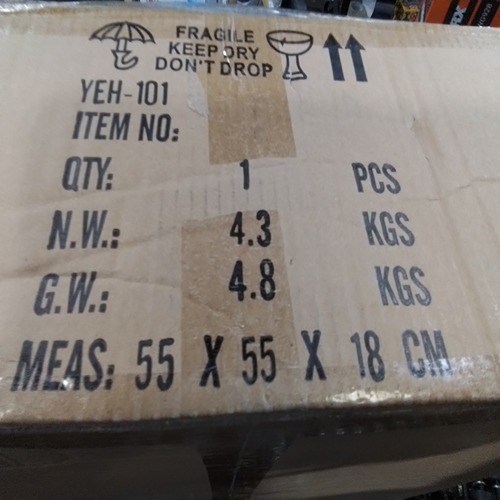 FRAGILE
KEEP DRY
DON'T DROP
YEH-101
ITEM NO:
QTY: 1 PCS
N.W.: 4.3 KGS
G.W.: 4.8 KGS
MEAS: 55 X 55 X 18 CM